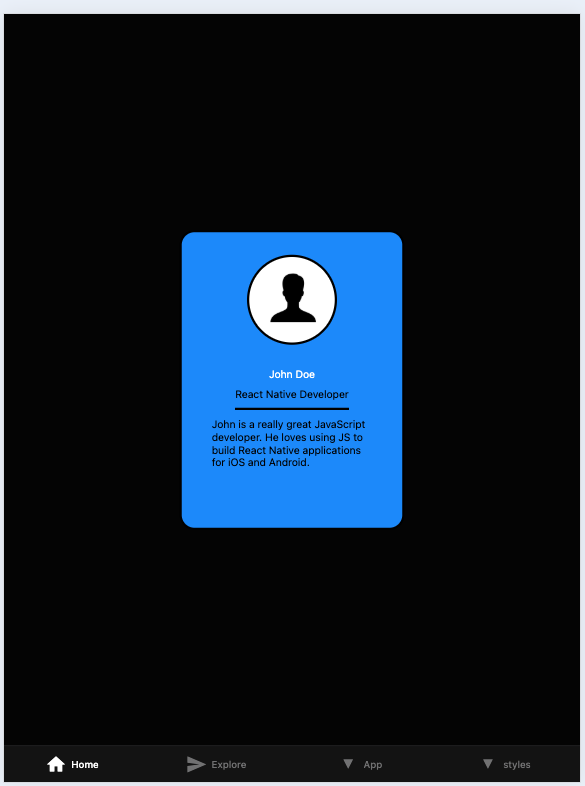 John Doe
React Native Developer
John is a really great JavaScript
developer. He loves using JS to
build React Native applications
for iOS and Android.
Home
Explore
App
styles